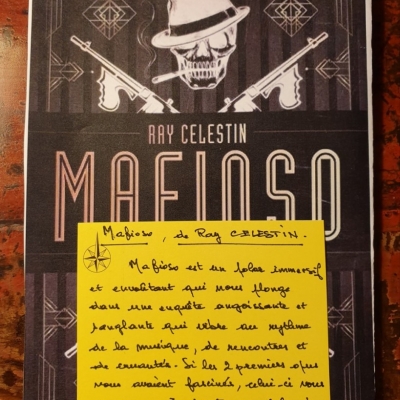 RAY CELESTIN
MAFIOSO
Mafioso, de Ray CELESTIN.
Mafioso est un polar immersif
et envoûtant qui nous plonge
dans une enquête angoissante et
sanglante qui vibre au rythme
de la musique, de rencontres et
de enquêtes. Si les 2 premiers opus
nous avaient fascinés, celui-ci nous